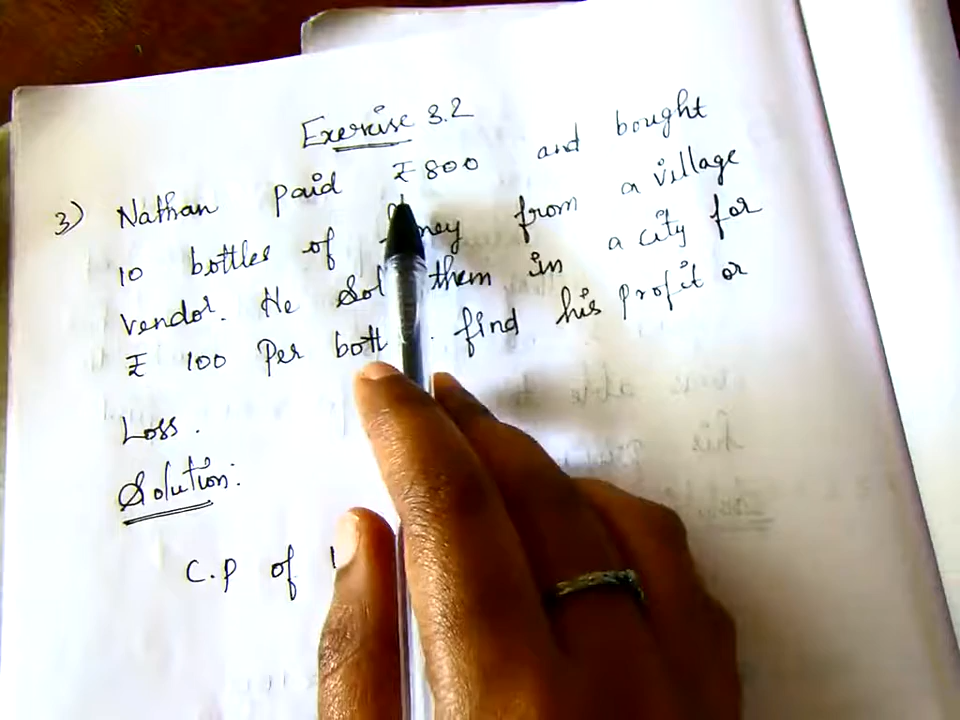 Exercise 3.2
3) Nathan paid ₹800 and bought
10 bottles of from a village
vendor. He them in a city for
₹ 100 Per . find his profit or
Loss.
Solution:
C.P of